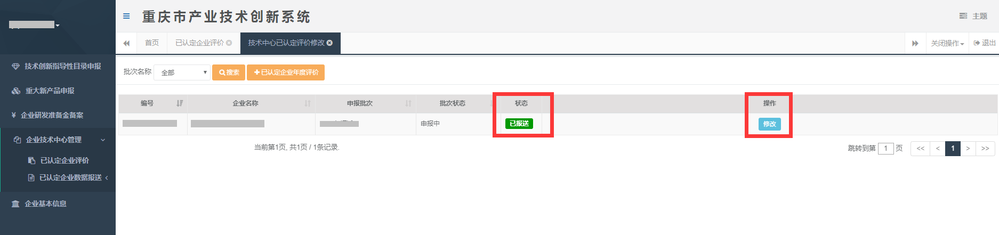 重庆市产业技术创新系统
主题
首页
已认定企业评价
技术中心已认定评价修改
关闭操作
退出
技术创新指导性目录申报
重大新产品申报
¥ 企业研发准备金备案
企业技术中心管理
已认定企业评价
已认定企业数据报送
企业基本信息
批次名称 全部 搜索 +已认定企业年度评价
编号 企业名称 申报批次 批次状态 状态 操作
申报中 已报送 修改
当前第1页, 共1页 / 1条记录.
跳转到第 1 页 << < 1 > >>